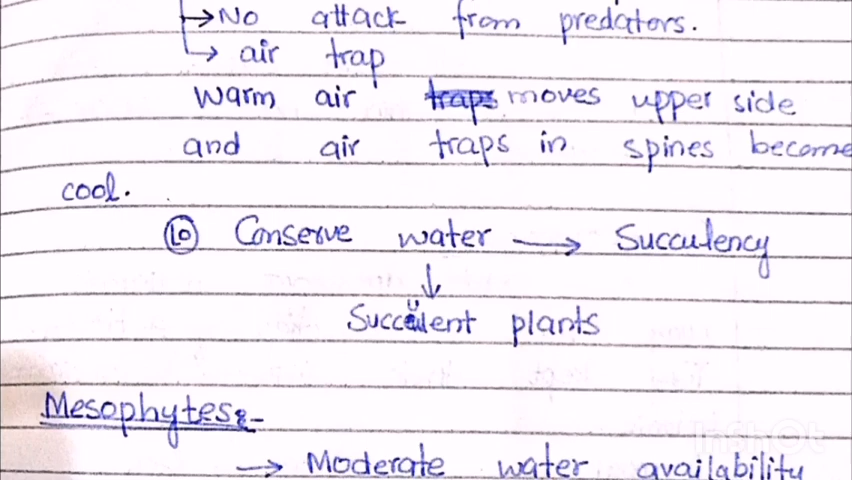 →No attack from predators.
→ air trap
warm air moves upper side
and air traps in spines become
cool.
⑩ Conserve water → Succulency
↓
Succulent plants
Mesophytes:-
→ Moderate water availability
InShOt